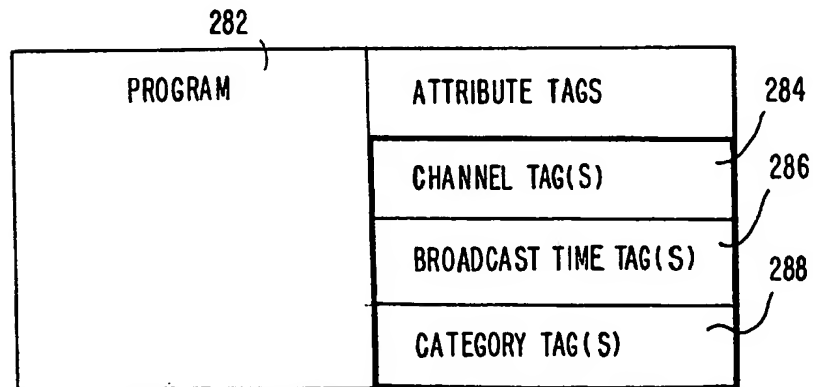 282
PROGRAM
ATTRIBUTE TAGS
284
CHANNEL TAG(S)
286
BROADCAST TIME TAG(S)
288
CATEGORY TAG(S)